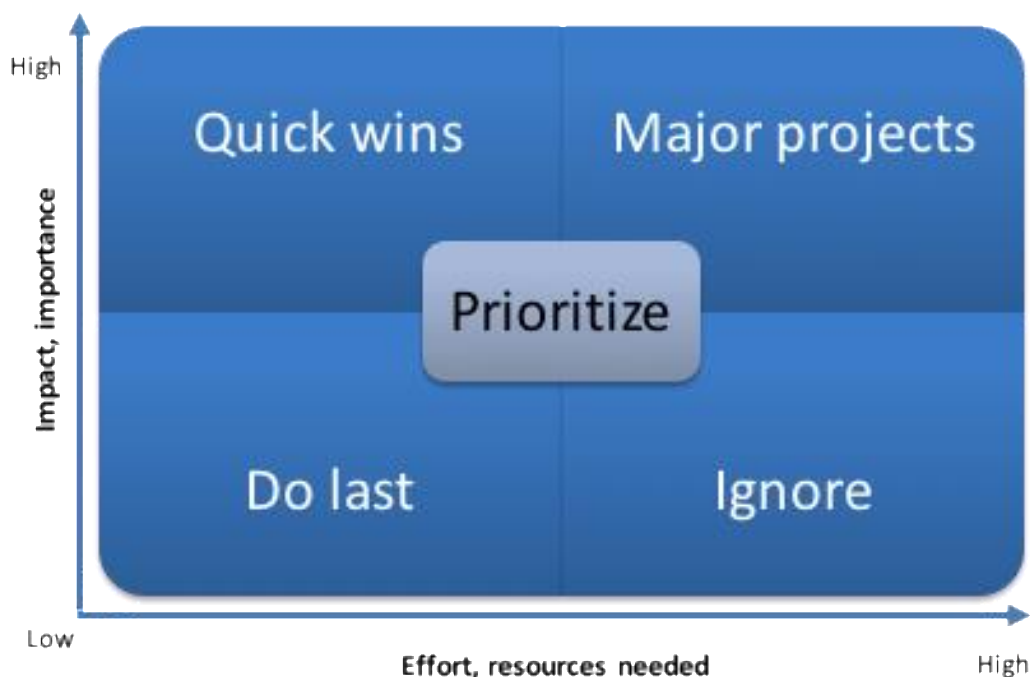 High
Quick wins
Major projects
Impact, importance
Prioritize
Do last
Ignore
Low
Effort, resources needed
High